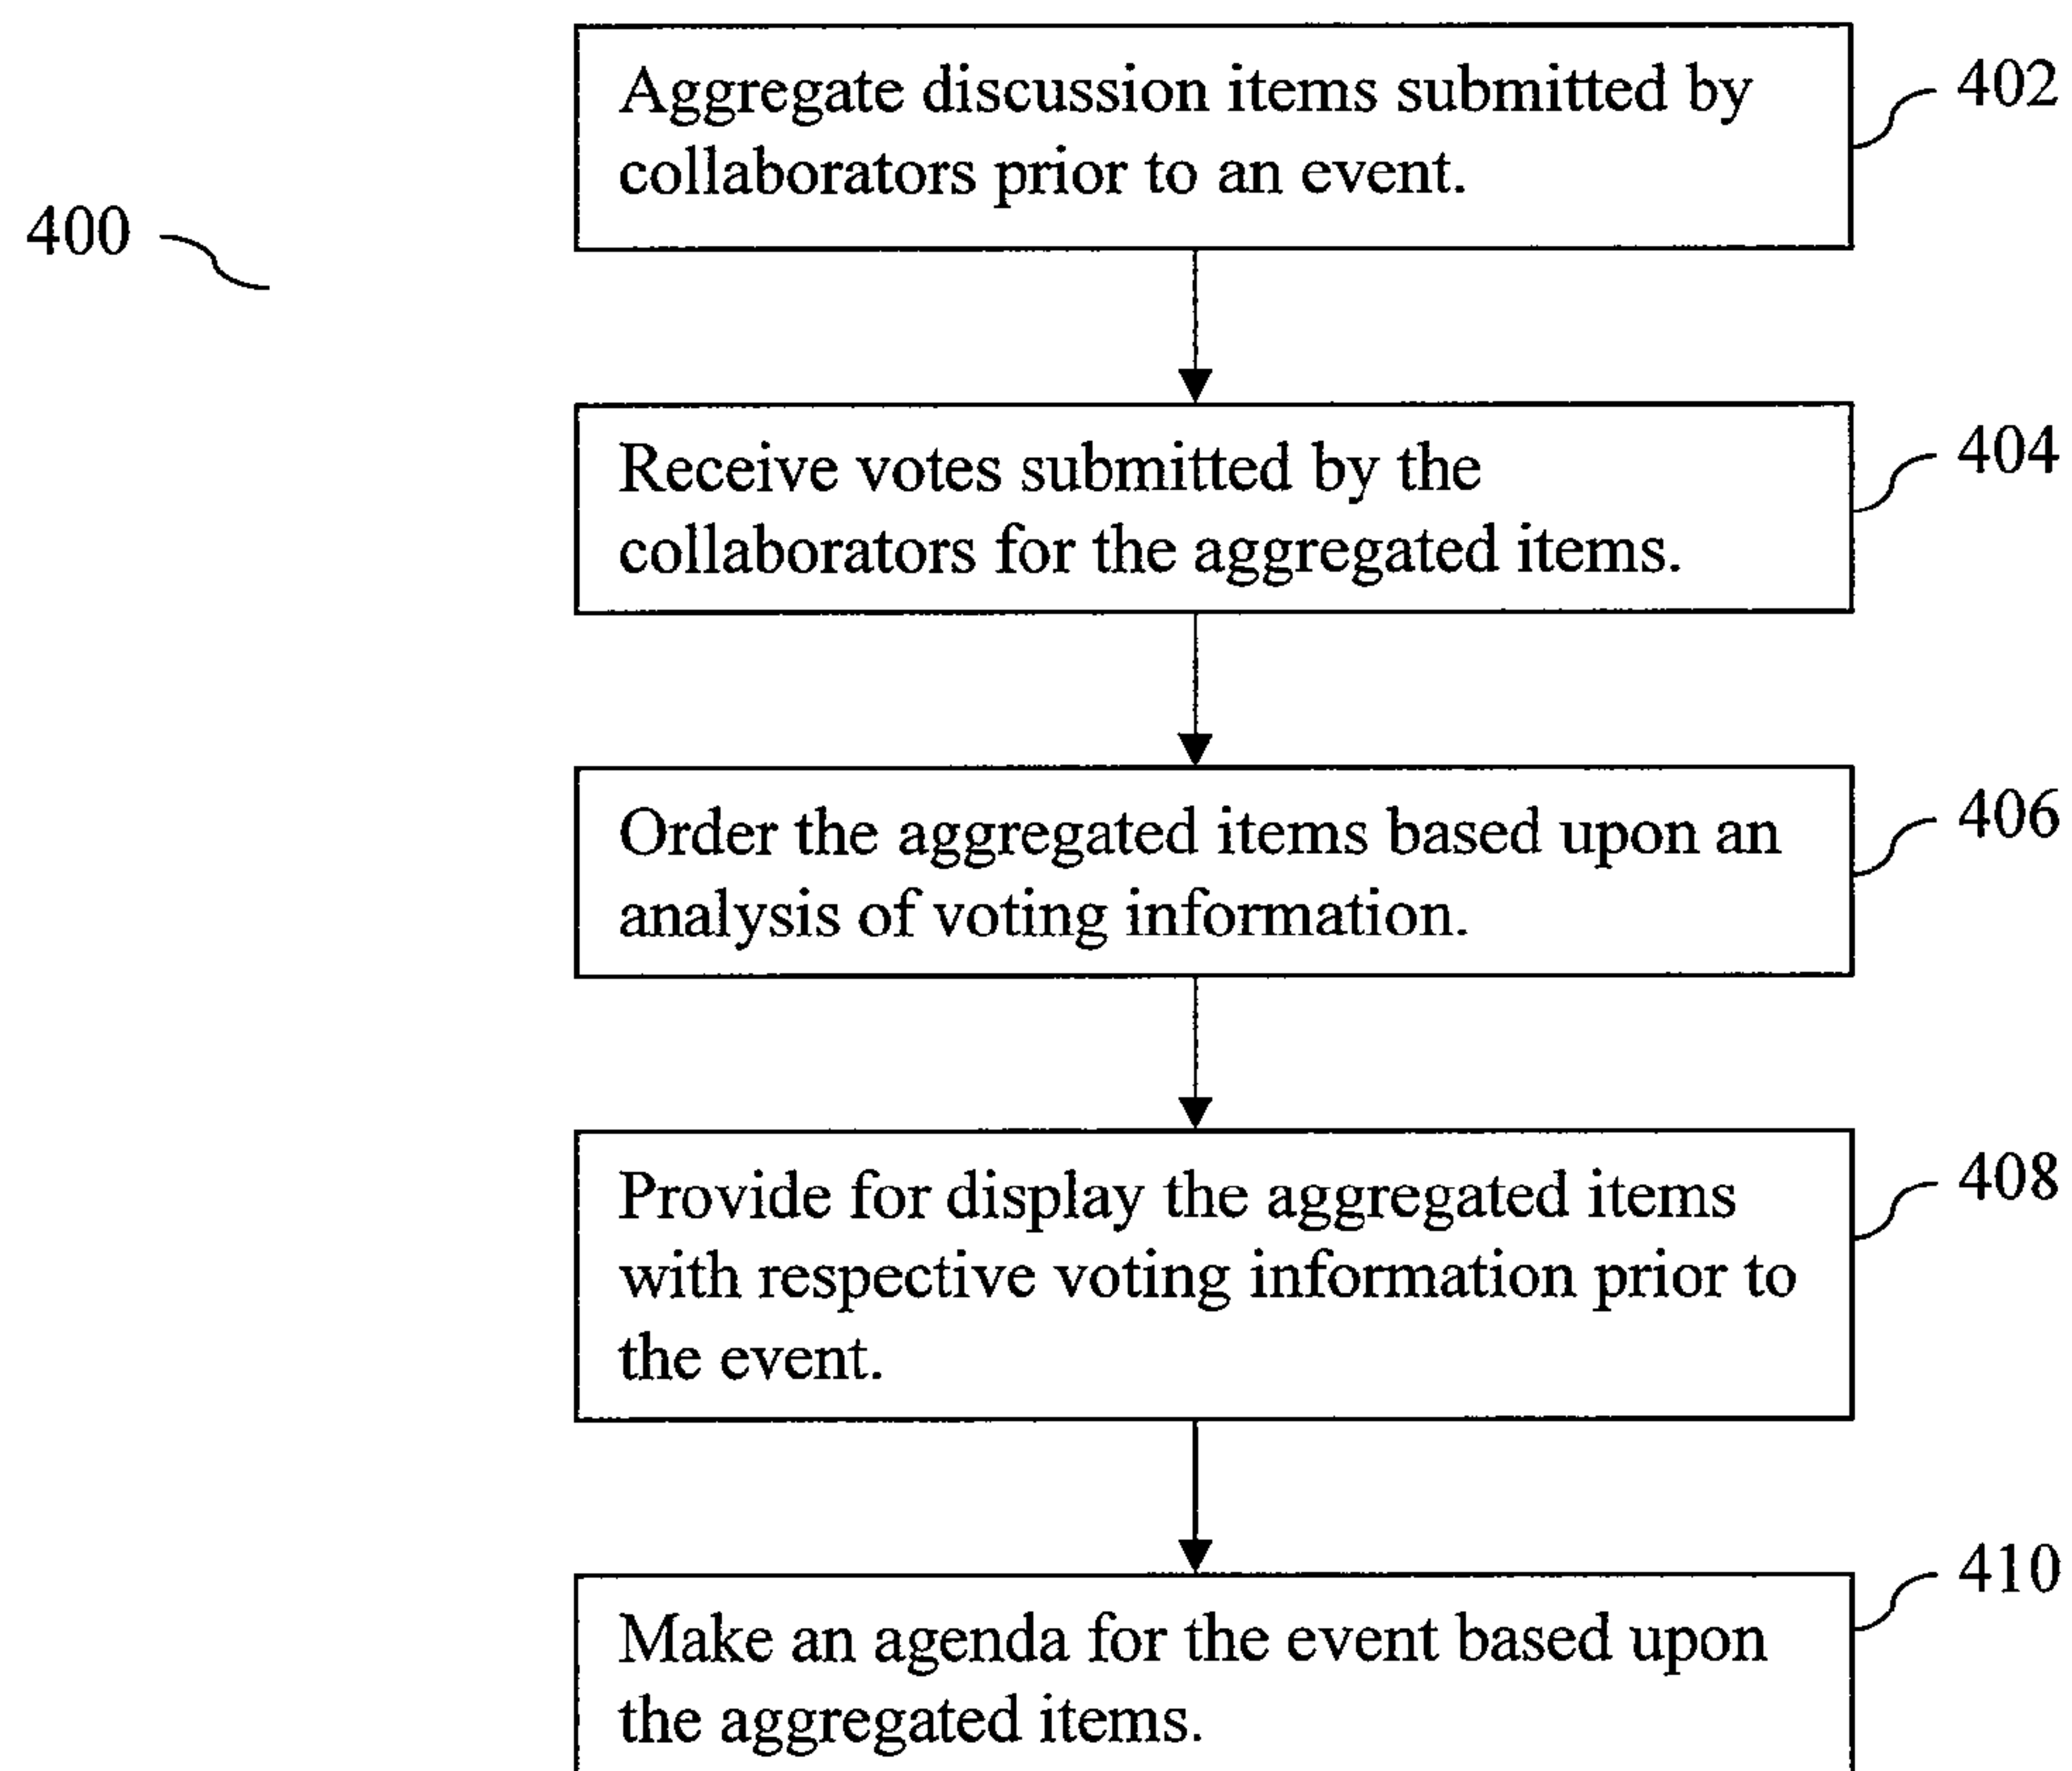 Aggregate discussion items submitted by
collaborators prior to an event.
402
400
Receive votes submitted by the
collaborators for the aggregated items.
404
Order the aggregated items based upon an
analysis of voting information.
406
Provide for display the aggregated items
with respective voting information prior to
the event.
408
Make an agenda for the event based upon
the aggregated items.
410